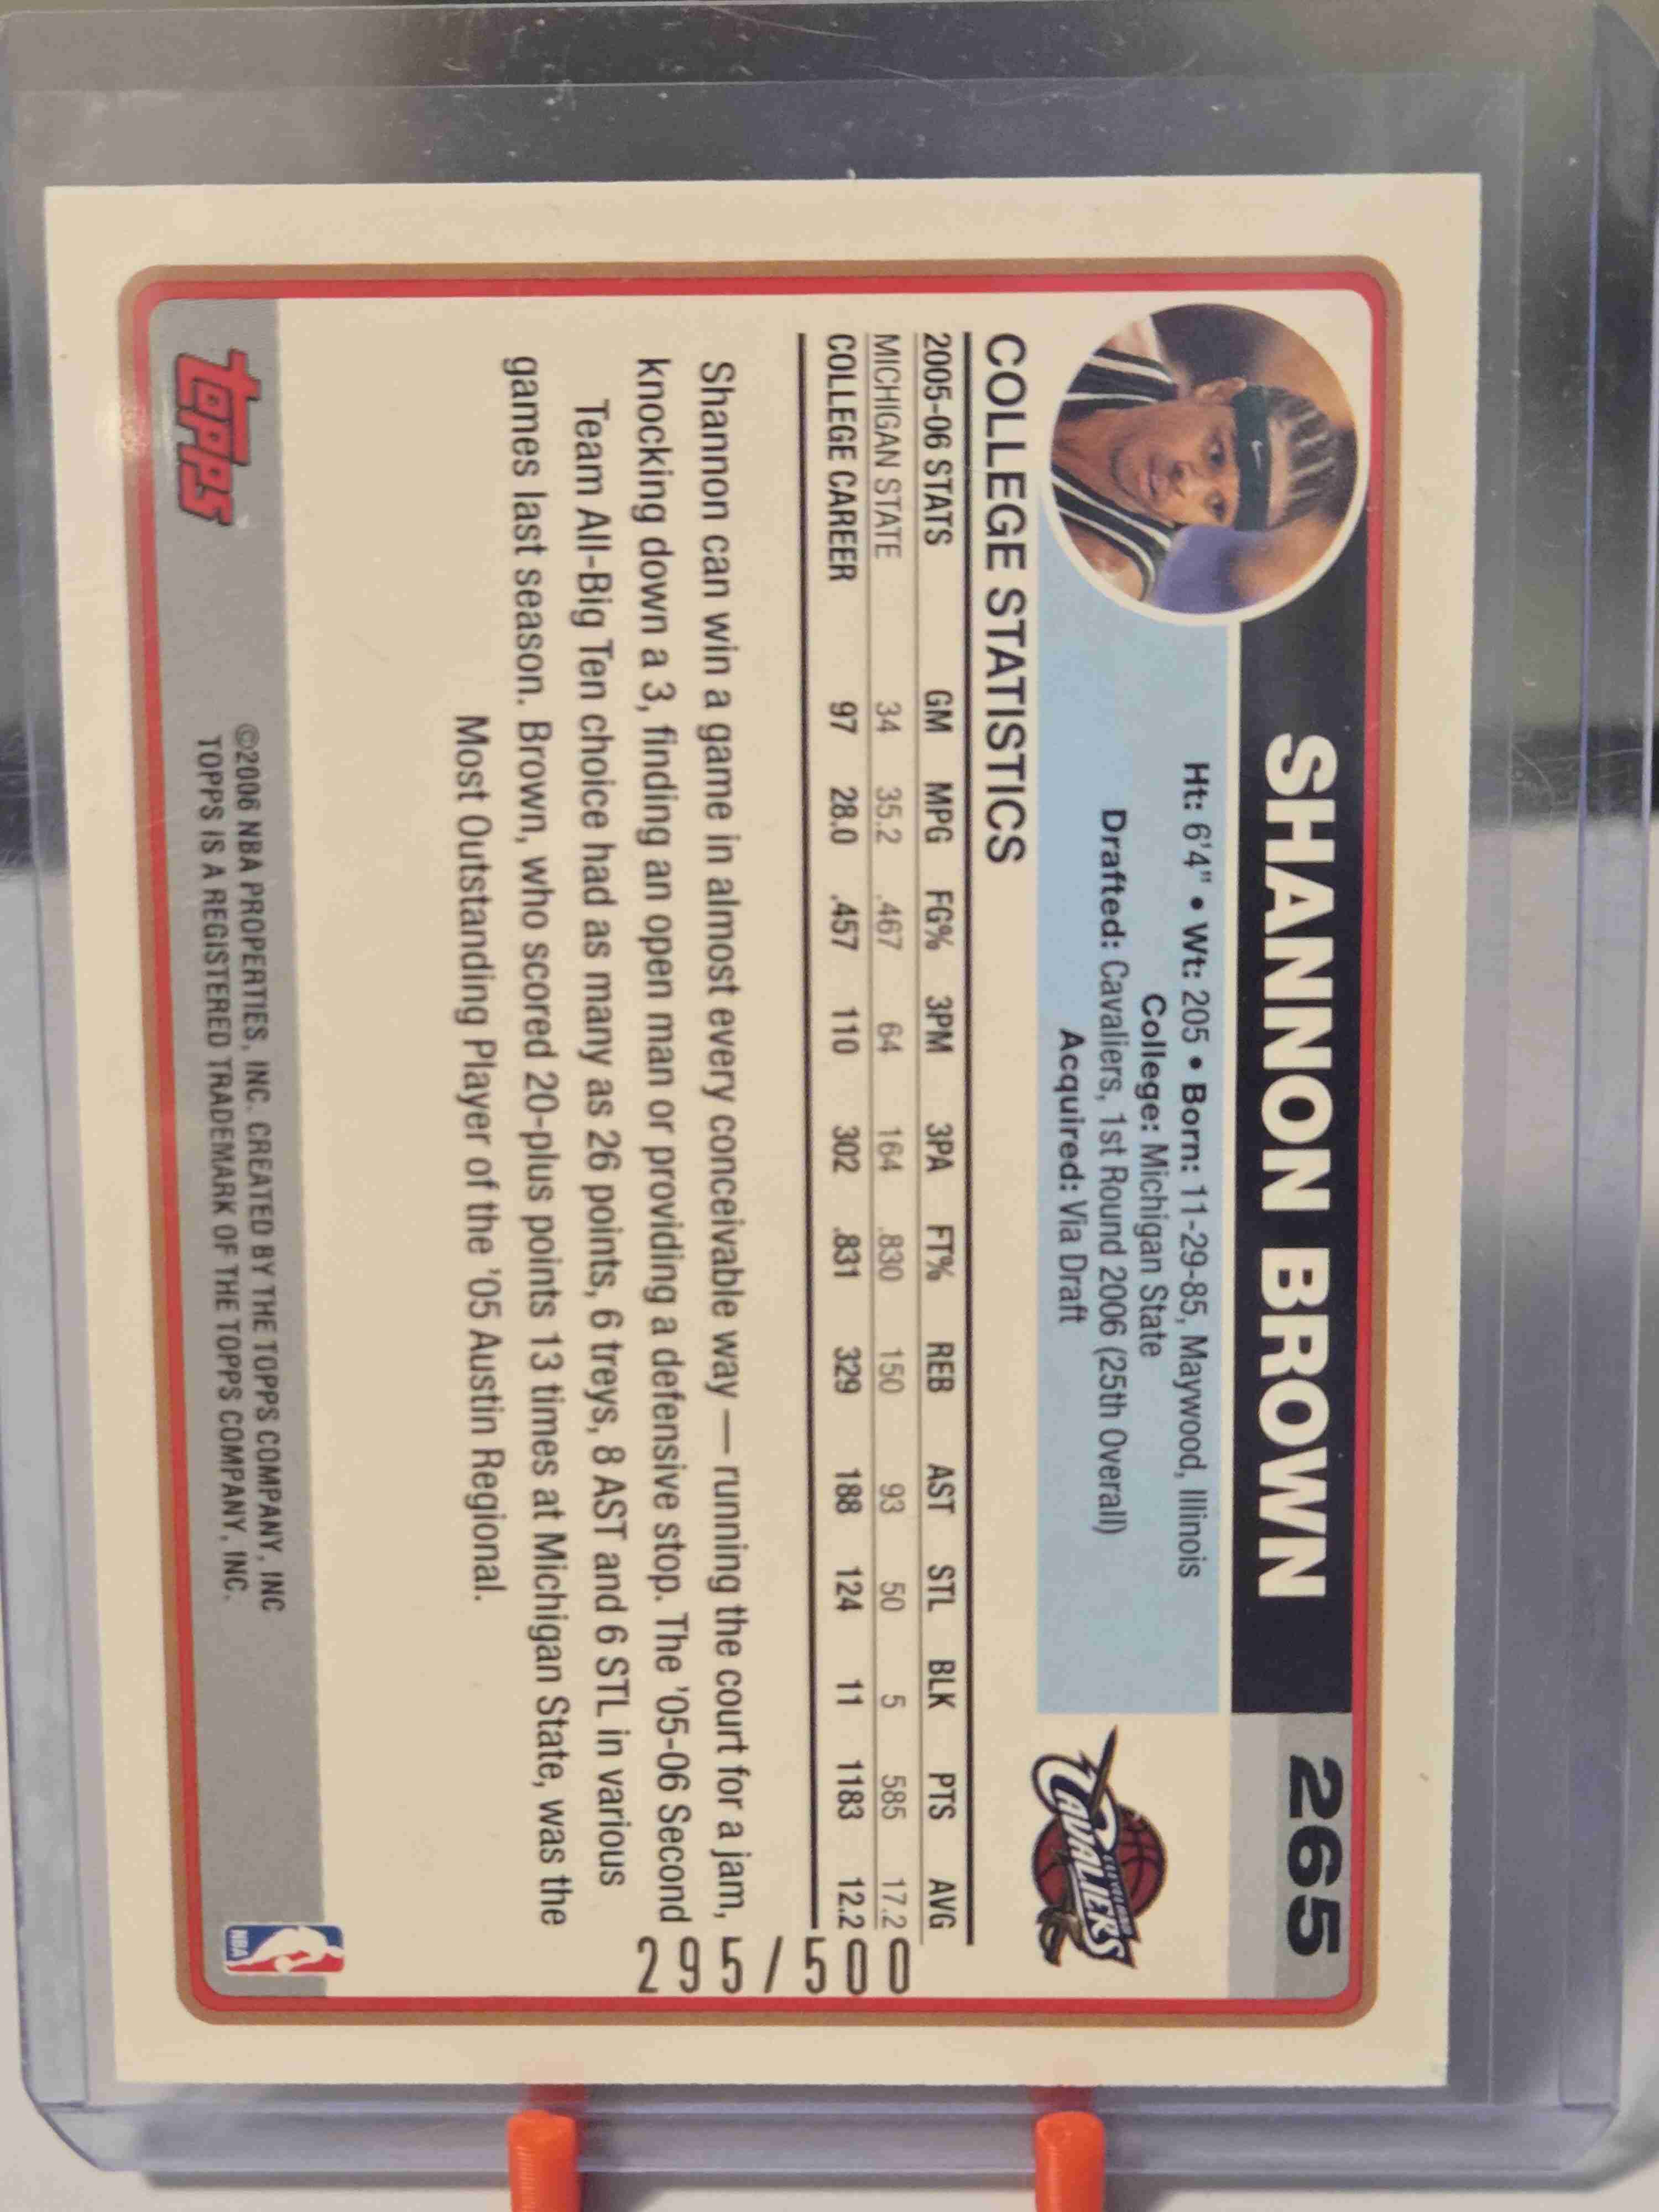 SHANNON BROWN
265
Ht: 6'4" • Wt: 205 • Born: 11-29-85, Maywood, Illinois
College: Michigan State
Drafted: Cavaliers, 1st Round 2006 (25th Overall)
Acquired: Via Draft
CLEVELAND
CAVALIERS
COLLEGE STATISTICS
2005-06 STATS GM MPG FG% 3PM 3PA FT% REB AST STL BLK PTS AVG
MICHIGAN STATE 34 35.2 .467 64 164 .830 150 93 50 5 585 17.2
COLLEGE CAREER 97 28.0 .457 110 302 .831 329 188 124 11 1183 12.2
295/500
Shannon can win a game in almost every conceivable way — running the court for a jam,
knocking down a 3, finding an open man or providing a defensive stop. The '05-06 Second
Team All-Big Ten choice had as many as 26 points, 6 treys, 8 AST and 6 STL in various
games last season. Brown, who scored 20-plus points 13 times at Michigan State, was the
Most Outstanding Player of the '05 Austin Regional.
topps
©2006 NBA PROPERTIES, INC. CREATED BY THE TOPPS COMPANY, INC
TOPPS IS A REGISTERED TRADEMARK OF THE TOPPS COMPANY, INC.
NBA